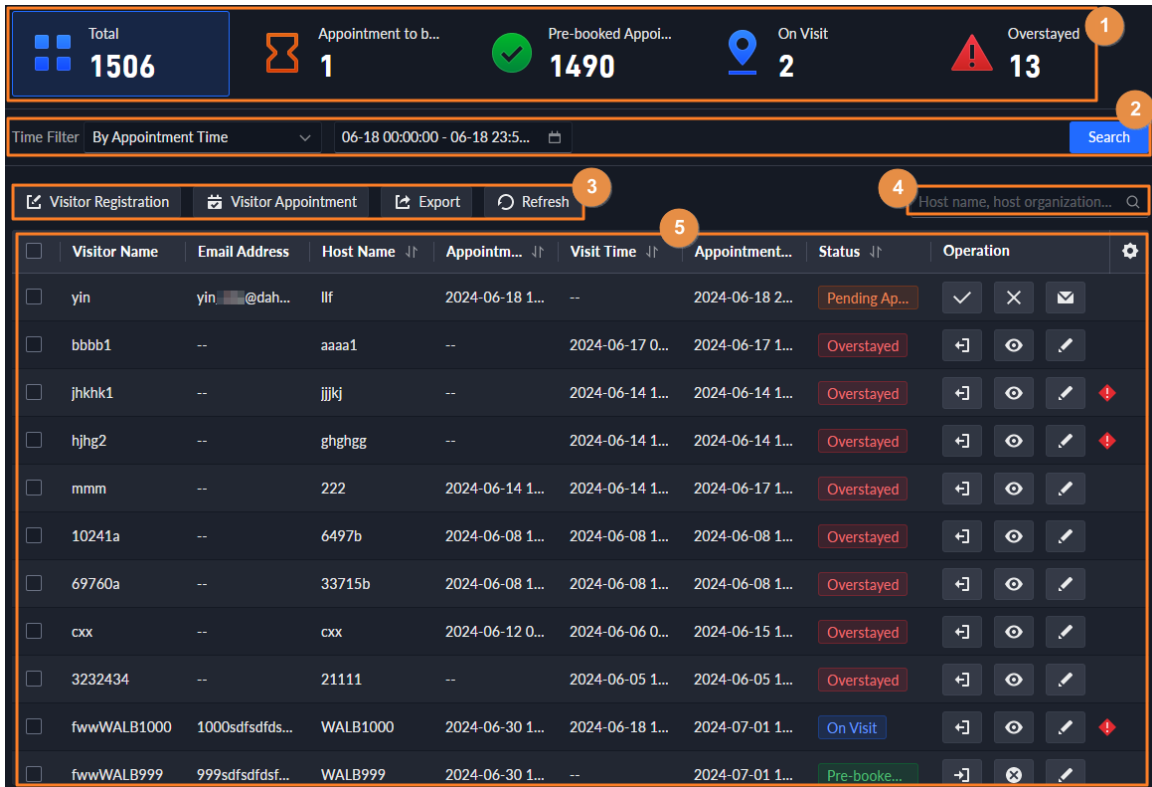 Total Appointment to b... Pre-booked Appoi... On Visit Overstayed 1
1506 1 1490 2 13
2
Time Filter By Appointment Time 06-18 00:00:00 - 06-18 23:5... Search
3 4
Visitor Registration Visitor Appointment Export Refresh Host name, host organization...
5
Visitor Name Email Address Host Name Appointm... Visit Time Appointment... Status Operation
yin yin @dah... llf 2024-06-18 1... -- 2024-06-18 2... Pending Ap...
bbbb1 -- aaaa1 -- 2024-06-17 0... 2024-06-17 1... Overstayed
jhkhk1 -- jjjkj -- 2024-06-14 1... 2024-06-14 1... Overstayed
hjhg2 -- ghghgg -- 2024-06-14 1... 2024-06-14 1... Overstayed
mmm -- 222 2024-06-14 1... 2024-06-14 1... 2024-06-17 1... Overstayed
10241a -- 6497b 2024-06-08 1... 2024-06-08 1... 2024-06-08 1... Overstayed
69760a -- 33715b 2024-06-08 1... 2024-06-08 1... 2024-06-08 1... Overstayed
cxx -- cxx 2024-06-12 0... 2024-06-06 0... 2024-06-15 1... Overstayed
3232434 -- 21111 -- 2024-06-05 1... 2024-06-05 1... Overstayed
fwwWALB1000 1000sdfsdfds... WALB1000 2024-06-30 1... 2024-06-18 1... 2024-07-01 1... On Visit
fwwWALB999 999sdfsdfsf... WALB999 2024-06-30 1... -- 2024-07-01 1... Pre-booke...